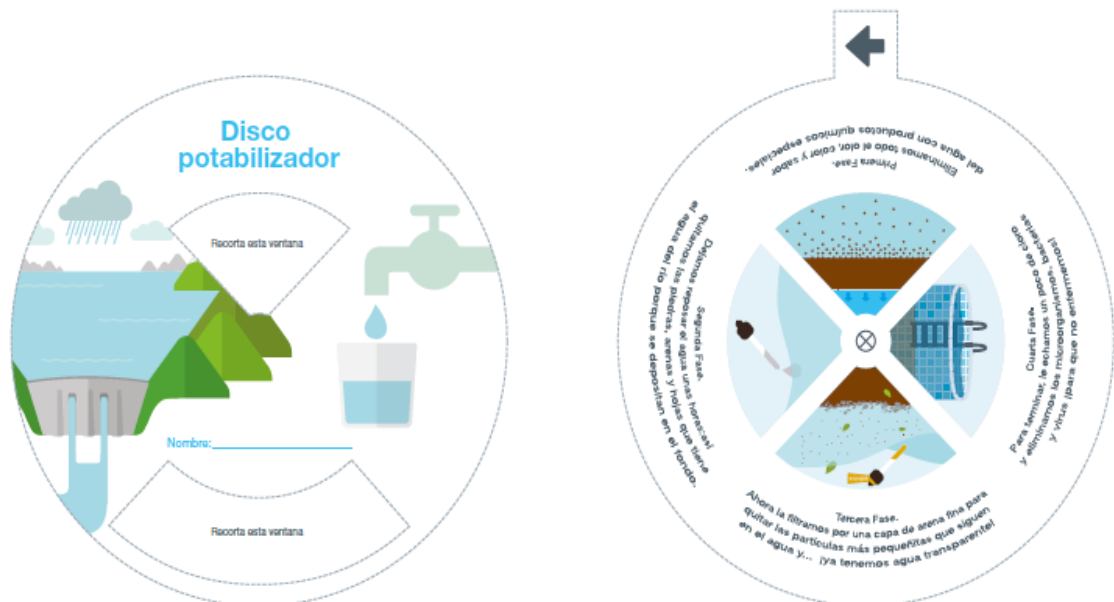 Disco
potabilizador
Recorta esta ventana
Nombre:
Recorta esta ventana
Primera Fase.
Eliminamos todo el olor, color y sabor
del agua con productos químicos especiales.
Segunda Fase.
Dejamos reposar el agua unas horas:así
quitamos las piedras, arenas y hojas que tiene
el agua del río porque se depositan en el fondo.
Tercera Fase.
Ahora la filtramos por una capa de arena fina para
quitar las partículas más pequeñitas que siguen
en el agua y... ¡ya tenemos agua transparente!
Cuarta Fase.
Para terminar, le echamos un poco de cloro
y eliminamos los microorganismos, bacterias
y virus ¡para que no enfermemos!